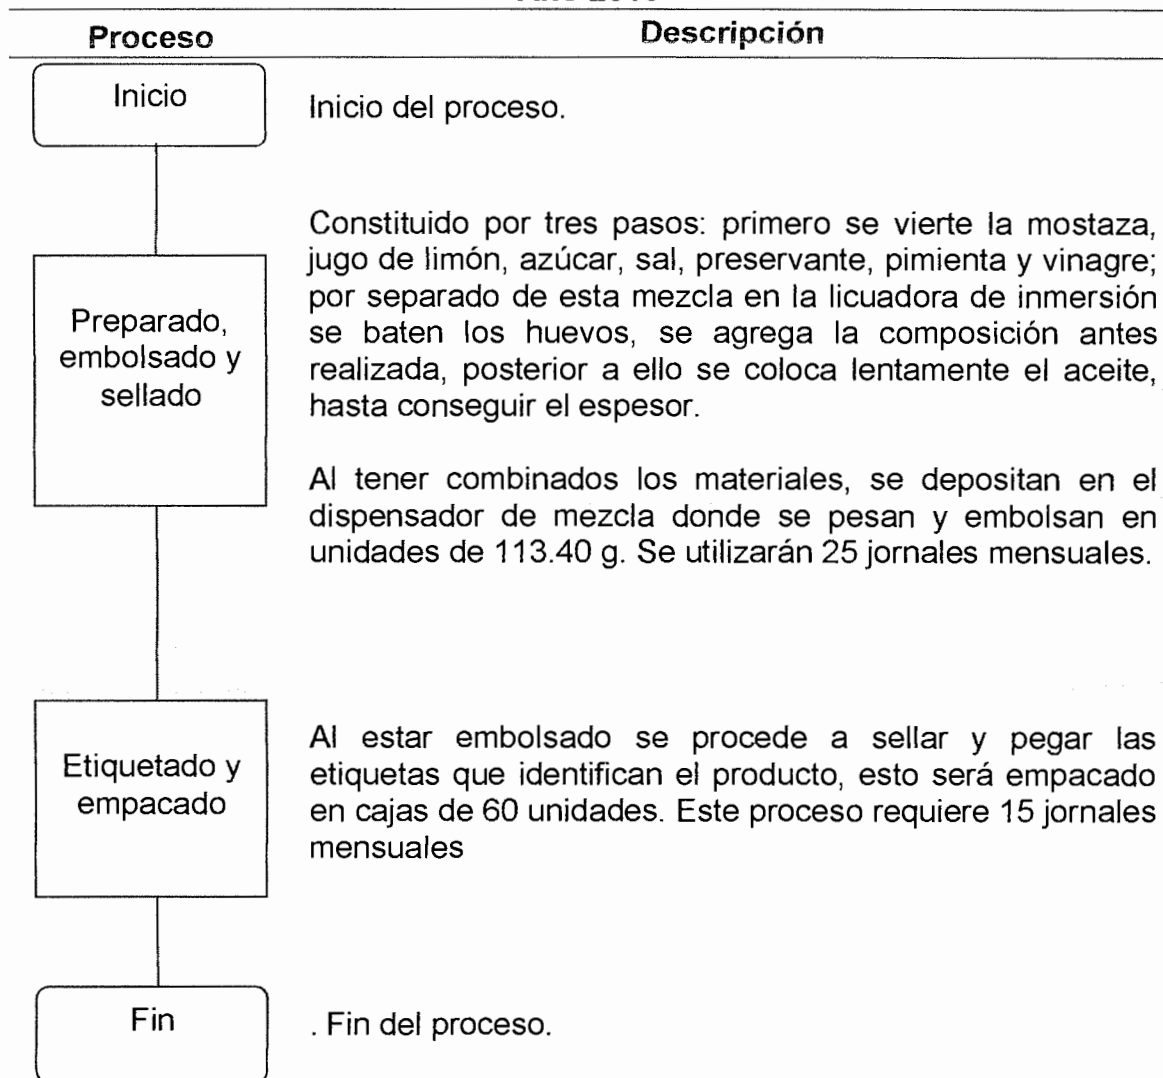 Proceso Descripción
Inicio
Inicio del proceso.
Constituido por tres pasos: primero se vierte la mostaza,
jugo de limón, azúcar, sal, preservante, pimienta y vinagre;
por separado de esta mezcla en la licuadora de inmersión
se baten los huevos, se agrega la composición antes
realizada, posterior a ello se coloca lentamente el aceite,
hasta conseguir el espesor.
Preparado,
embolsado y
sellado
Al tener combinados los materiales, se depositan en el
dispensador de mezcla donde se pesan y embolsan en
unidades de 113.40 g. Se utilizarán 25 jornales mensuales.
Etiquetado y
empacado
Al estar embolsado se procede a sellar y pegar las
etiquetas que identifican el producto, esto será empacado
en cajas de 60 unidades. Este proceso requiere 15 jornales
mensuales
Fin
. Fin del proceso.